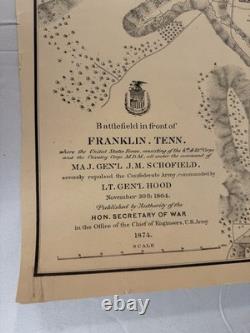 Battlefield in front of
FRANKLIN, TENN.
where the United States Forces, consisting of the 4th & 23d Corps
and the Cavalry Corps M.D.M., all under the command of
MAJ. GEN'L J.M. SCHOFIELD,
severely repulsed the Confederate Army, commanded by
LT. GEN'L HOOD
November 30th 1864.
Published by Authority of the
HON. SECRETARY OF WAR
in the Office of the Chief of Engineers, U.S. Army
1874.
SCALE